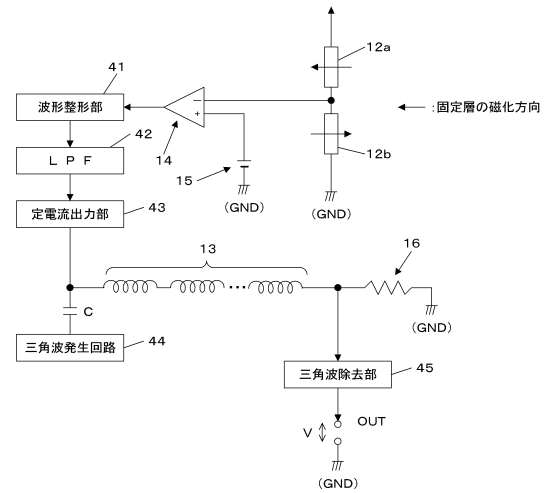 12a
41
波形整形部
−
+
←:固定層の磁化方向
42
14
12b
LPF
15
43
(GND)
(GND)
定電流出力部
13
16
C
(GND)
三角波発生回路
44
三角波除去部
45
OUT
V
(GND)